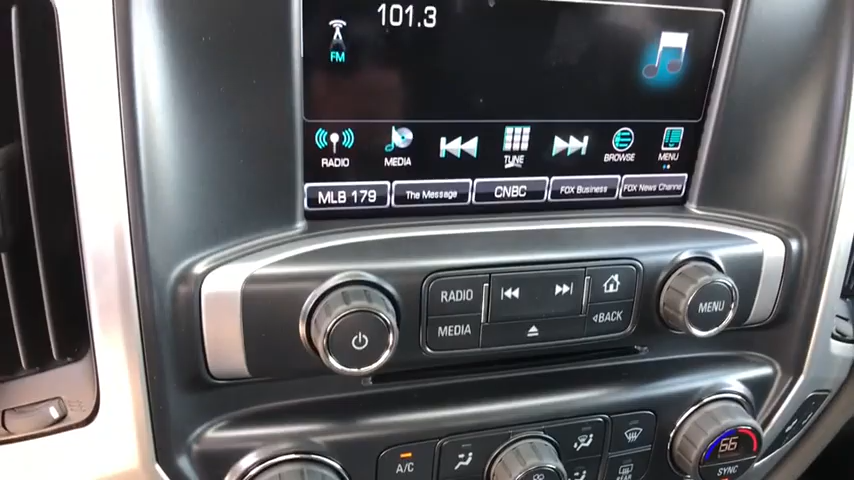 101.3
FM
RADIO MEDIA TUNE BROWSE MENU
MLB 179 The Message CNBC FOX Business FOX News Channel
RADIO
MEDIA BACK MENU
A/C
66
REAR SYNC